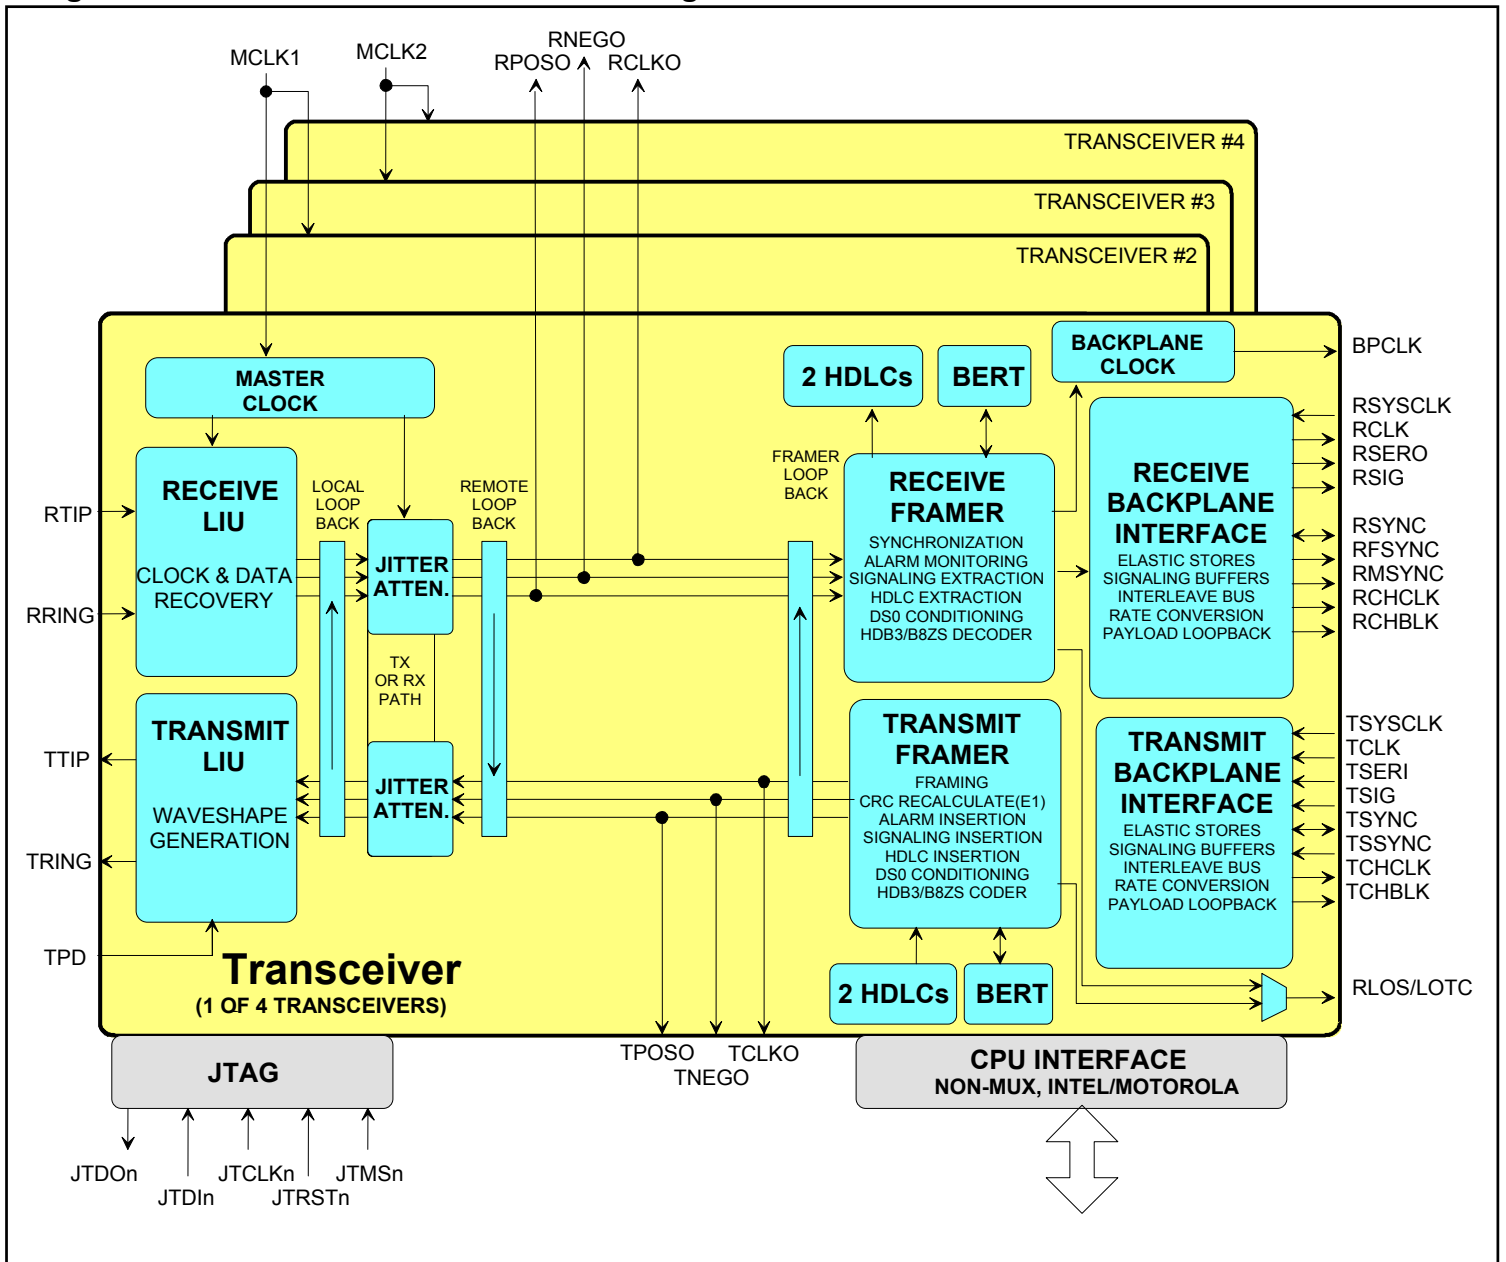 MCLK1
MCLK2
RNEGO
RPOSO
RCLKO
TRANSCEIVER #4
TRANSCEIVER #3
TRANSCEIVER #2
MASTER
CLOCK
2 HDLCs
BERT
BACKPLANE
CLOCK
BPCLK
RECEIVE
LIU
CLOCK & DATA
RECOVERY
RTIP
RRING
LOCAL
LOOP
BACK
JITTER
ATTEN.
REMOTE
LOOP
BACK
FRAMER
LOOP
BACK
RECEIVE
FRAMER
SYNCHRONIZATION
ALARM MONITORING
SIGNALING EXTRACTION
HDLC EXTRACTION
DS0 CONDITIONING
HDB3/B8ZS DECODER
RECEIVE
BACKPLANE
INTERFACE
ELASTIC STORES
SIGNALING BUFFERS
INTERLEAVE BUS
RATE CONVERSION
PAYLOAD LOOPBACK
RSYSCLK
RCLK
RSERO
RSIG
RSYNC
RFSYNC
RMSYNC
RCHCLK
RCHBLK
TX
OR RX
PATH
TRANSMIT
LIU
WAVESHAPE
GENERATION
TTIP
TRING
TPD
JITTER
ATTEN.
TRANSMIT
FRAMER
FRAMING
CRC RECALCULATE(E1)
ALARM INSERTION
SIGNALING INSERTION
HDLC INSERTION
DS0 CONDITIONING
HDB3/B8ZS CODER
TRANSMIT
BACKPLANE
INTERFACE
ELASTIC STORES
SIGNALING BUFFERS
INTERLEAVE BUS
RATE CONVERSION
PAYLOAD LOOPBACK
TSYSCLK
TCLK
TSERI
TSIG
TSYNC
TSSYNC
TCHCLK
TCHBLK
Transceiver
(1 OF 4 TRANSCEIVERS)
2 HDLCs
BERT
RLOS/LOTC
TPOSO
TNEGO
TCLKO
JTAG
CPU INTERFACE
NON-MUX, INTEL/MOTOROLA
JTDOn
JTDIn
JTCLKn
JTRSTn
JTMSn